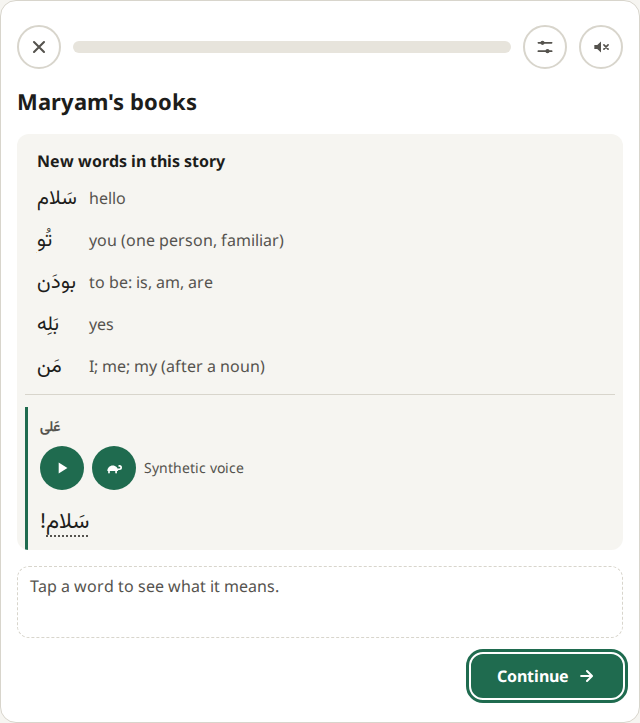 Maryam's books
New words in this story
سَلام hello
تُو you (one person, familiar)
بودَن to be: is, am, are
بَلِه yes
مَن I; me; my (after a noun)
عَلی
Synthetic voice
سَلام!
Tap a word to see what it means.
Continue →